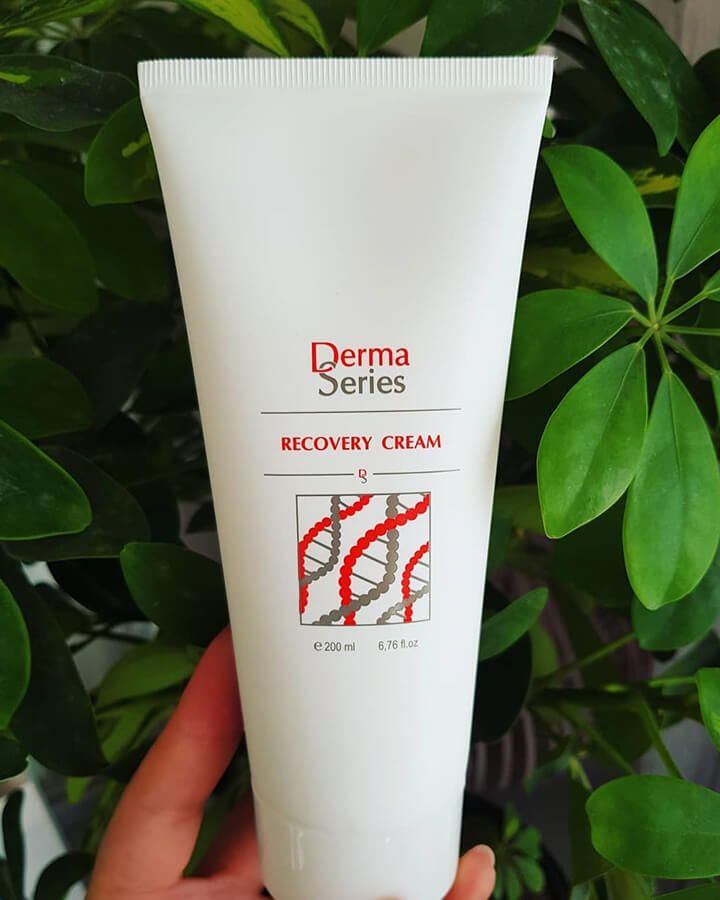 Derma
Series
RECOVERY CREAM
DS
℮ 200 ml 6,76 fl.oz